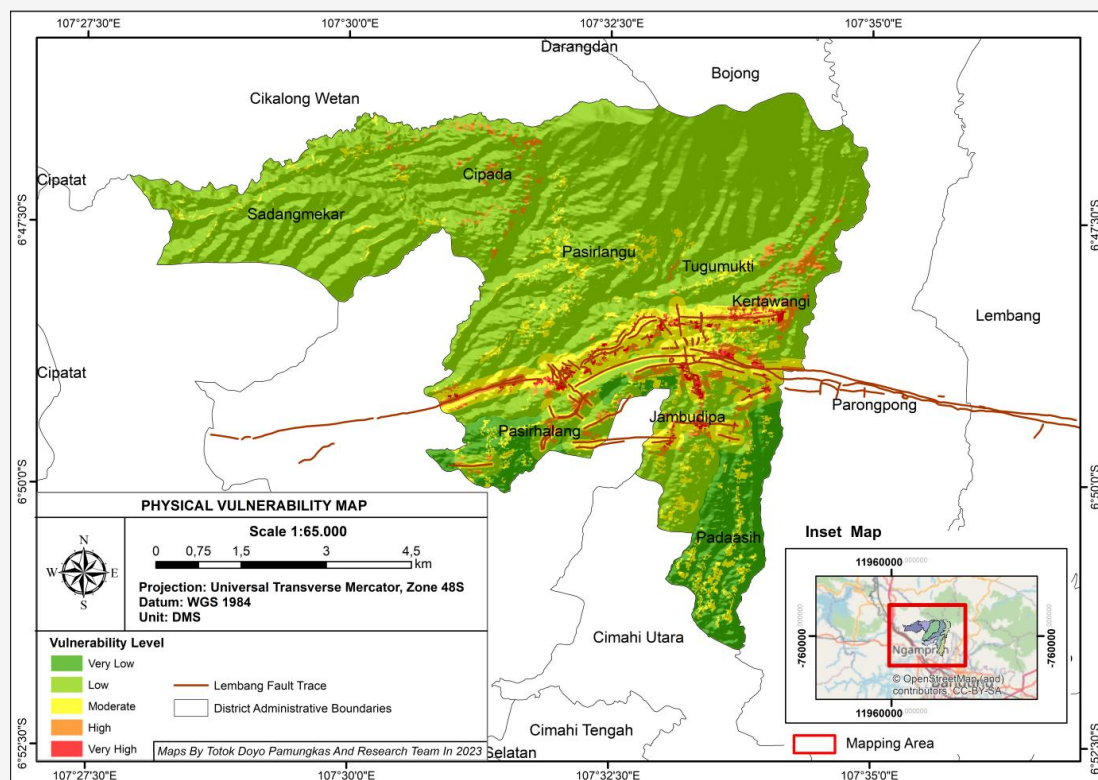 107°27'30"E 107°30'00"E 107°32'30"E 107°35'00"E
Darangdan
Bojong
Cikalong Wetan
Cipatat
Cipada
6°47'30"S
Sadangmekar
6°47'30"S
Pasirlangu
Tugumukti
Kertawangi
Lembang
Cipatat
Parongpong
Jambudipa
Pasirhalang
6°50'0"S
6°50'0"S
PHYSICAL VULNERABILITY MAP
N
W E
S
Scale 1:65.000
0 0,75 1,5 3 4,5
km
Projection: Universal Transverse Mercator, Zone 48S
Datum: WGS 1984
Unit: DMS
Padaasih
Inset Map
11960000
-760000
-760000
Ngamprah
Bandung
© OpenStreetMap (and)
contributors, CC-BY-SA
11960000
Mapping Area
Cimahi Utara
Cimahi Tengah
Selatan
Vulnerability Level
Very Low
Low
Moderate
High
Very High
Lembang Fault Trace
District Administrative Boundaries
Maps By Totok Doyo Pamungkas And Research Team In 2023
6°52'30"S
6°52'30"S
107°27'30"E 107°30'00"E 107°32'30"E 107°35'00"E